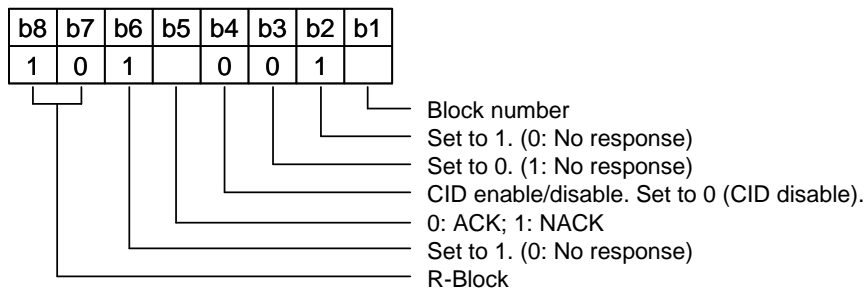 b8 b7 b6 b5 b4 b3 b2 b1
1 0 1 0 0 1
Block number
Set to 1. (0: No response)
Set to 0. (1: No response)
CID enable/disable. Set to 0 (CID disable).
0: ACK; 1: NACK
Set to 1. (0: No response)
R-Block